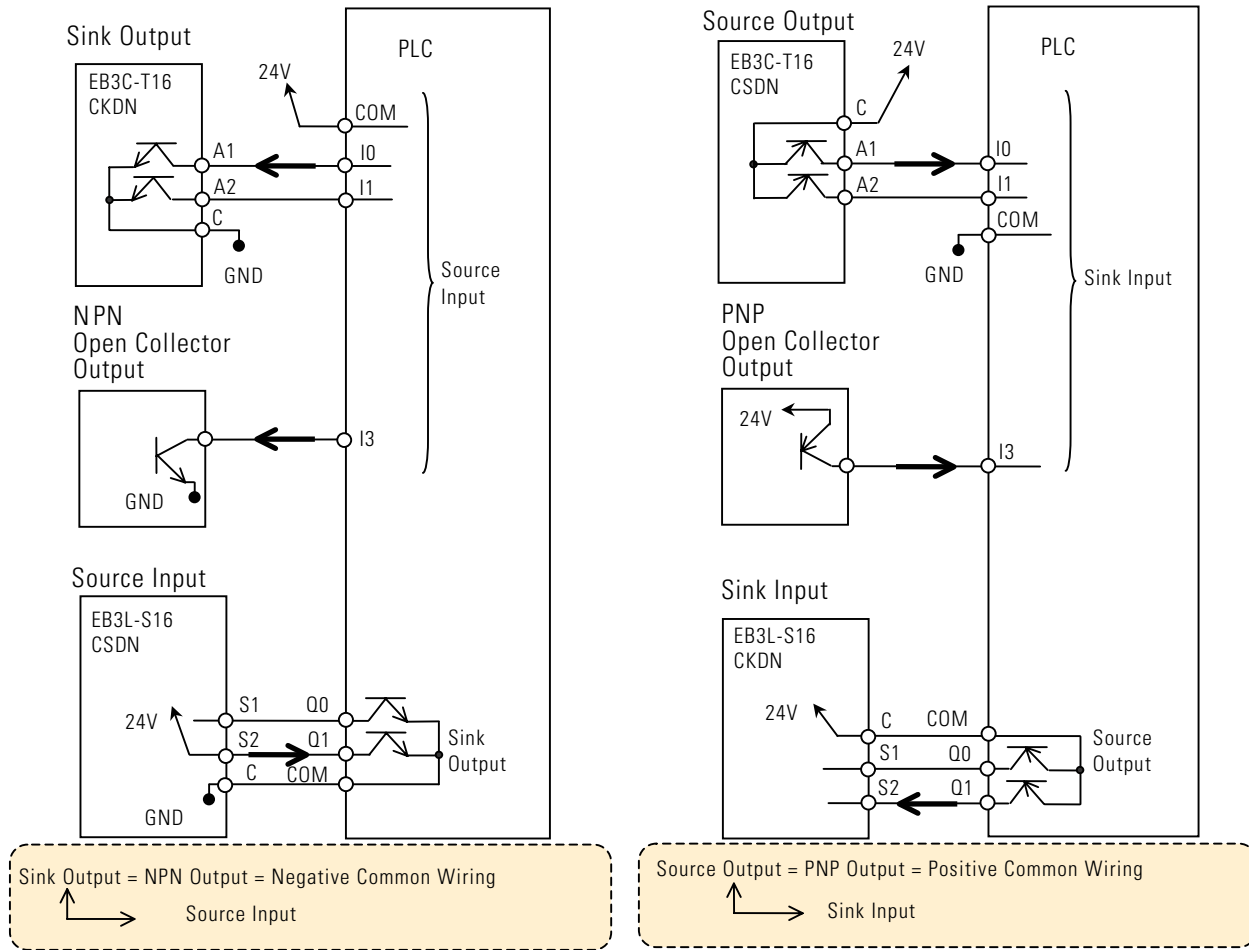 Sink Output
EB3C-T16
CKDN
24V
PLC
COM
A1
I0
A2
I1
C
GND
Source
Input
NPN
Open Collector
Output
I3
GND
Source Input
EB3L-S16
CSDN
24V
S1
Q0
S2
Q1
C
COM
GND
Sink
Output
Sink Output = NPN Output = Negative Common Wiring
Source Input
Source Output
EB3C-T16
CSDN
24V
PLC
C
A1
I0
A2
I1
COM
GND
Sink Input
PNP
Open Collector
Output
24V
I3
Sink Input
EB3L-S16
CKDN
24V
C
COM
S1
Q0
S2
Q1
Source
Output
Source Output = PNP Output = Positive Common Wiring
Sink Input